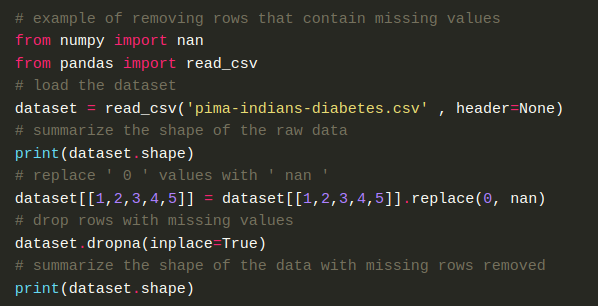 # example of removing rows that contain missing values
from numpy import nan
from pandas import read_csv
# load the dataset
dataset = read_csv('pima-indians-diabetes.csv' , header=None)
# summarize the shape of the raw data
print(dataset.shape)
# replace ' 0 ' values with ' nan '
dataset[[1,2,3,4,5]] = dataset[[1,2,3,4,5]].replace(0, nan)
# drop rows with missing values
dataset.dropna(inplace=True)
# summarize the shape of the data with missing rows removed
print(dataset.shape)